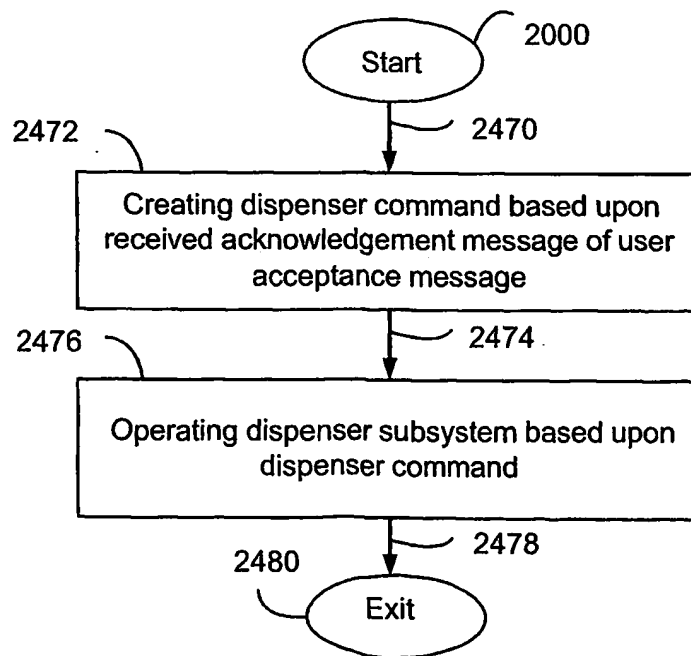 2000
Start
2470
2472
Creating dispenser command based upon
received acknowledgement message of user
acceptance message
2474
2476
Operating dispenser subsystem based upon
dispenser command
2478
2480
Exit